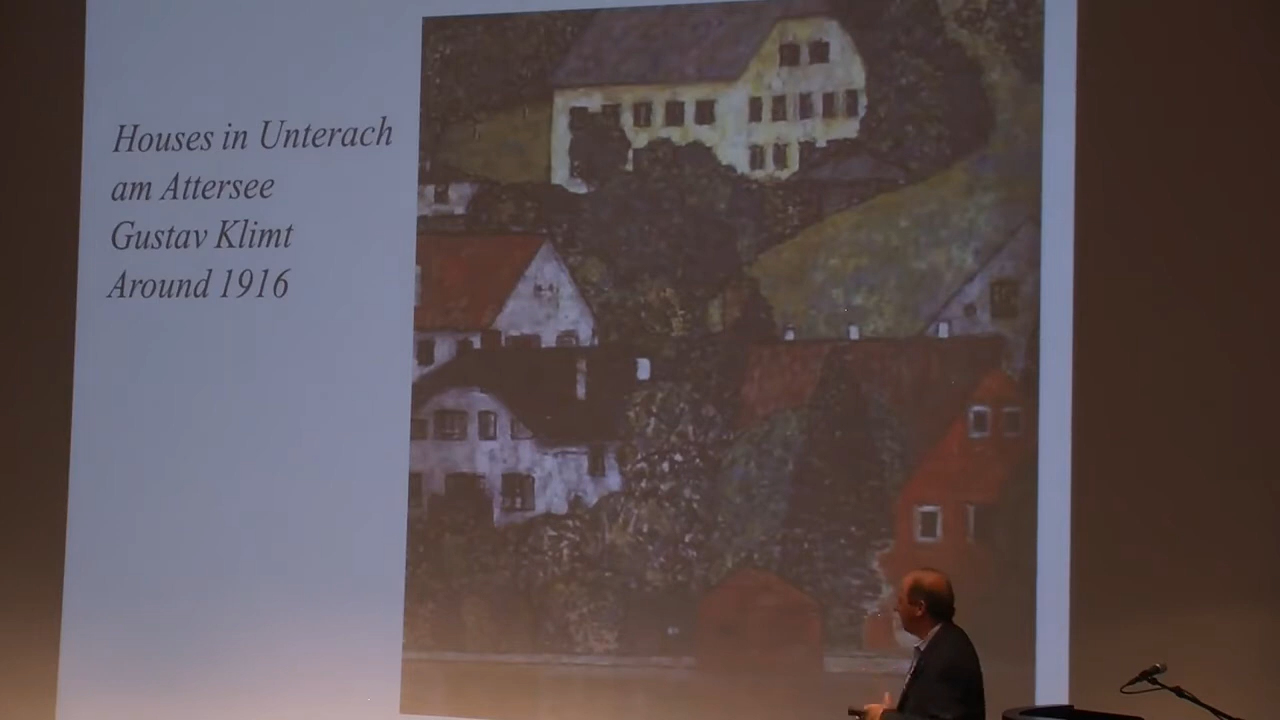 Houses in Unterach
am Attersee
Gustav Klimt
Around 1916